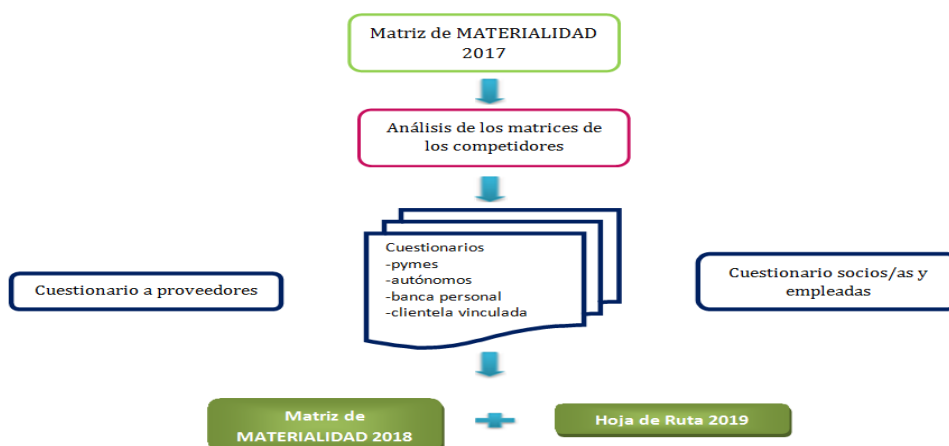 Matriz de MATERIALIDAD
2017
Análisis de los matrices de
los competidores
Cuestionarios
-pymes
-autónomos
-banca personal
-clientela vinculada
Cuestionario a proveedores
Cuestionario socios/as y
empleadas
Matriz de
MATERIALIDAD 2018
Hoja de Ruta 2019